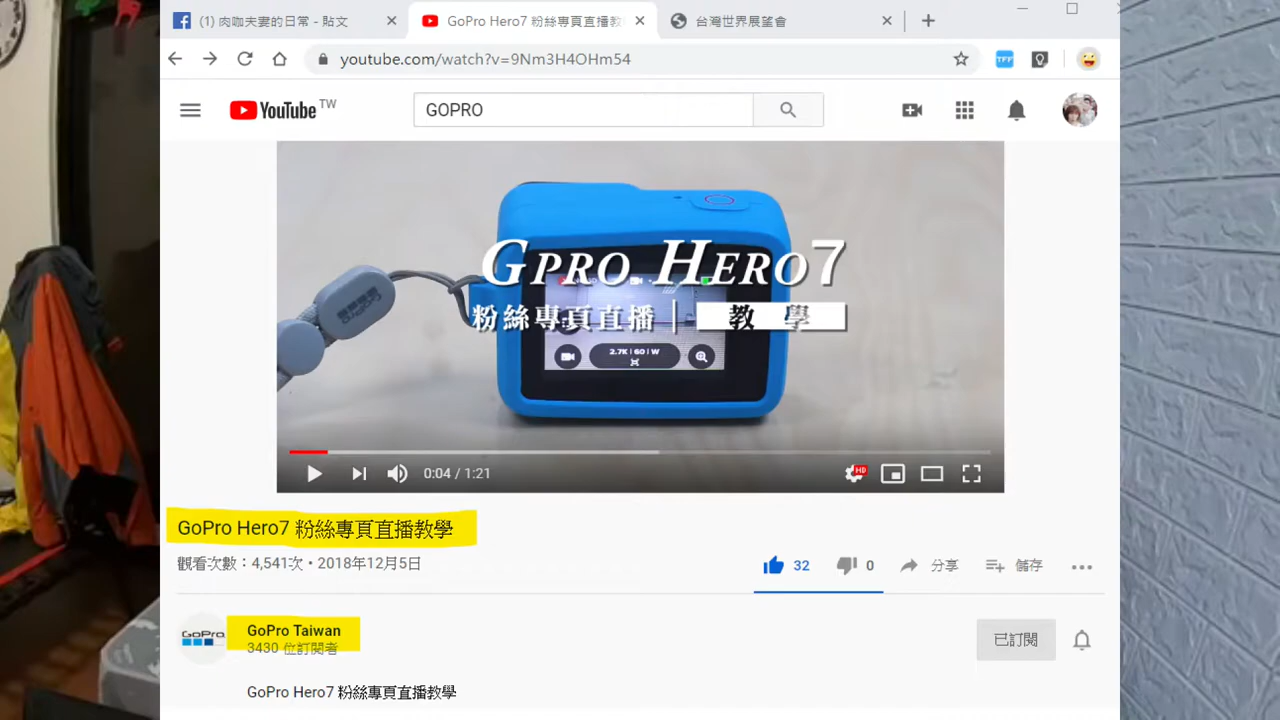 (1) 肉咖夫妻的日常 - 貼文
GoPro Hero7 粉絲專頁直播教
台灣世界展望會
youtube.com/watch?v=9Nm3H4OHm54
TFF
YouTube TW
GOPRO
GPRO HERO7
粉絲專頁直播｜教 學
2.7K | 60 | W
0:04 / 1:21
HD
GoPro Hero7 粉絲專頁直播教學
觀看次數：4,541次 • 2018年12月5日
32
0
分享
儲存
GoPro
GoPro Taiwan
3430 位訂閱者
已訂閱
GoPro Hero7 粉絲專頁直播教學